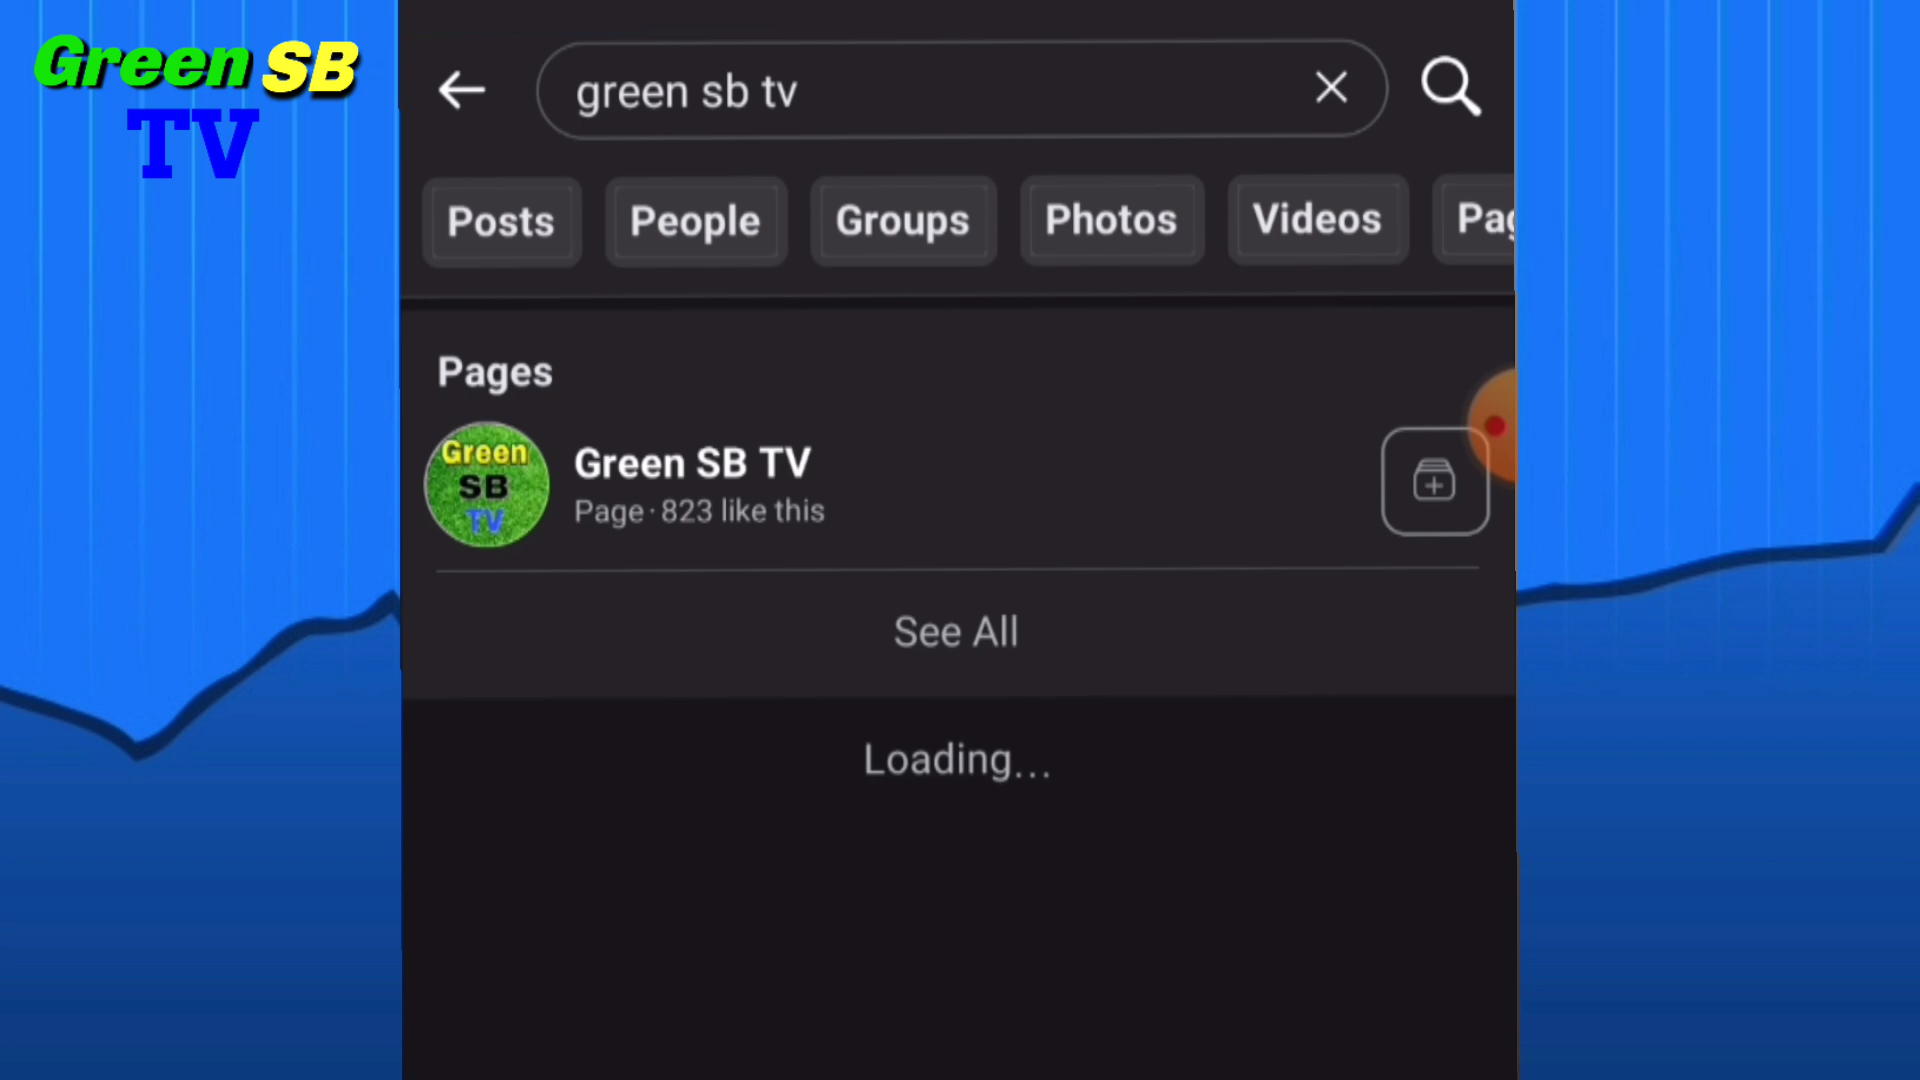 Green SB
TV
green sb tv
Posts People Groups Photos Videos Pag
Pages
Green
SB
TV
Green SB TV
Page · 823 like this
See All
Loading...